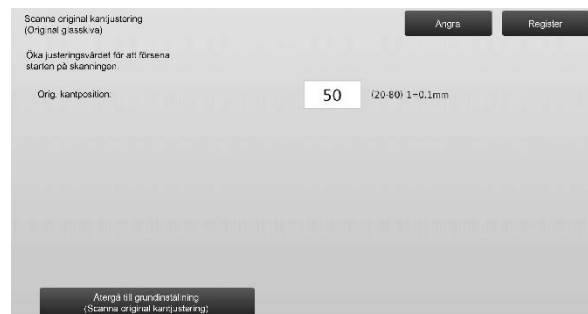 Scanna original kantjustering
(Original glasskiva)
Ångra
Register
Öka justeringsvärdet för att försena
starten på skanningen.
Orig. kantposition:
50
(20-80) 1=0.1mm
Återgå till grundinställning
(Scanna original kantjustering)